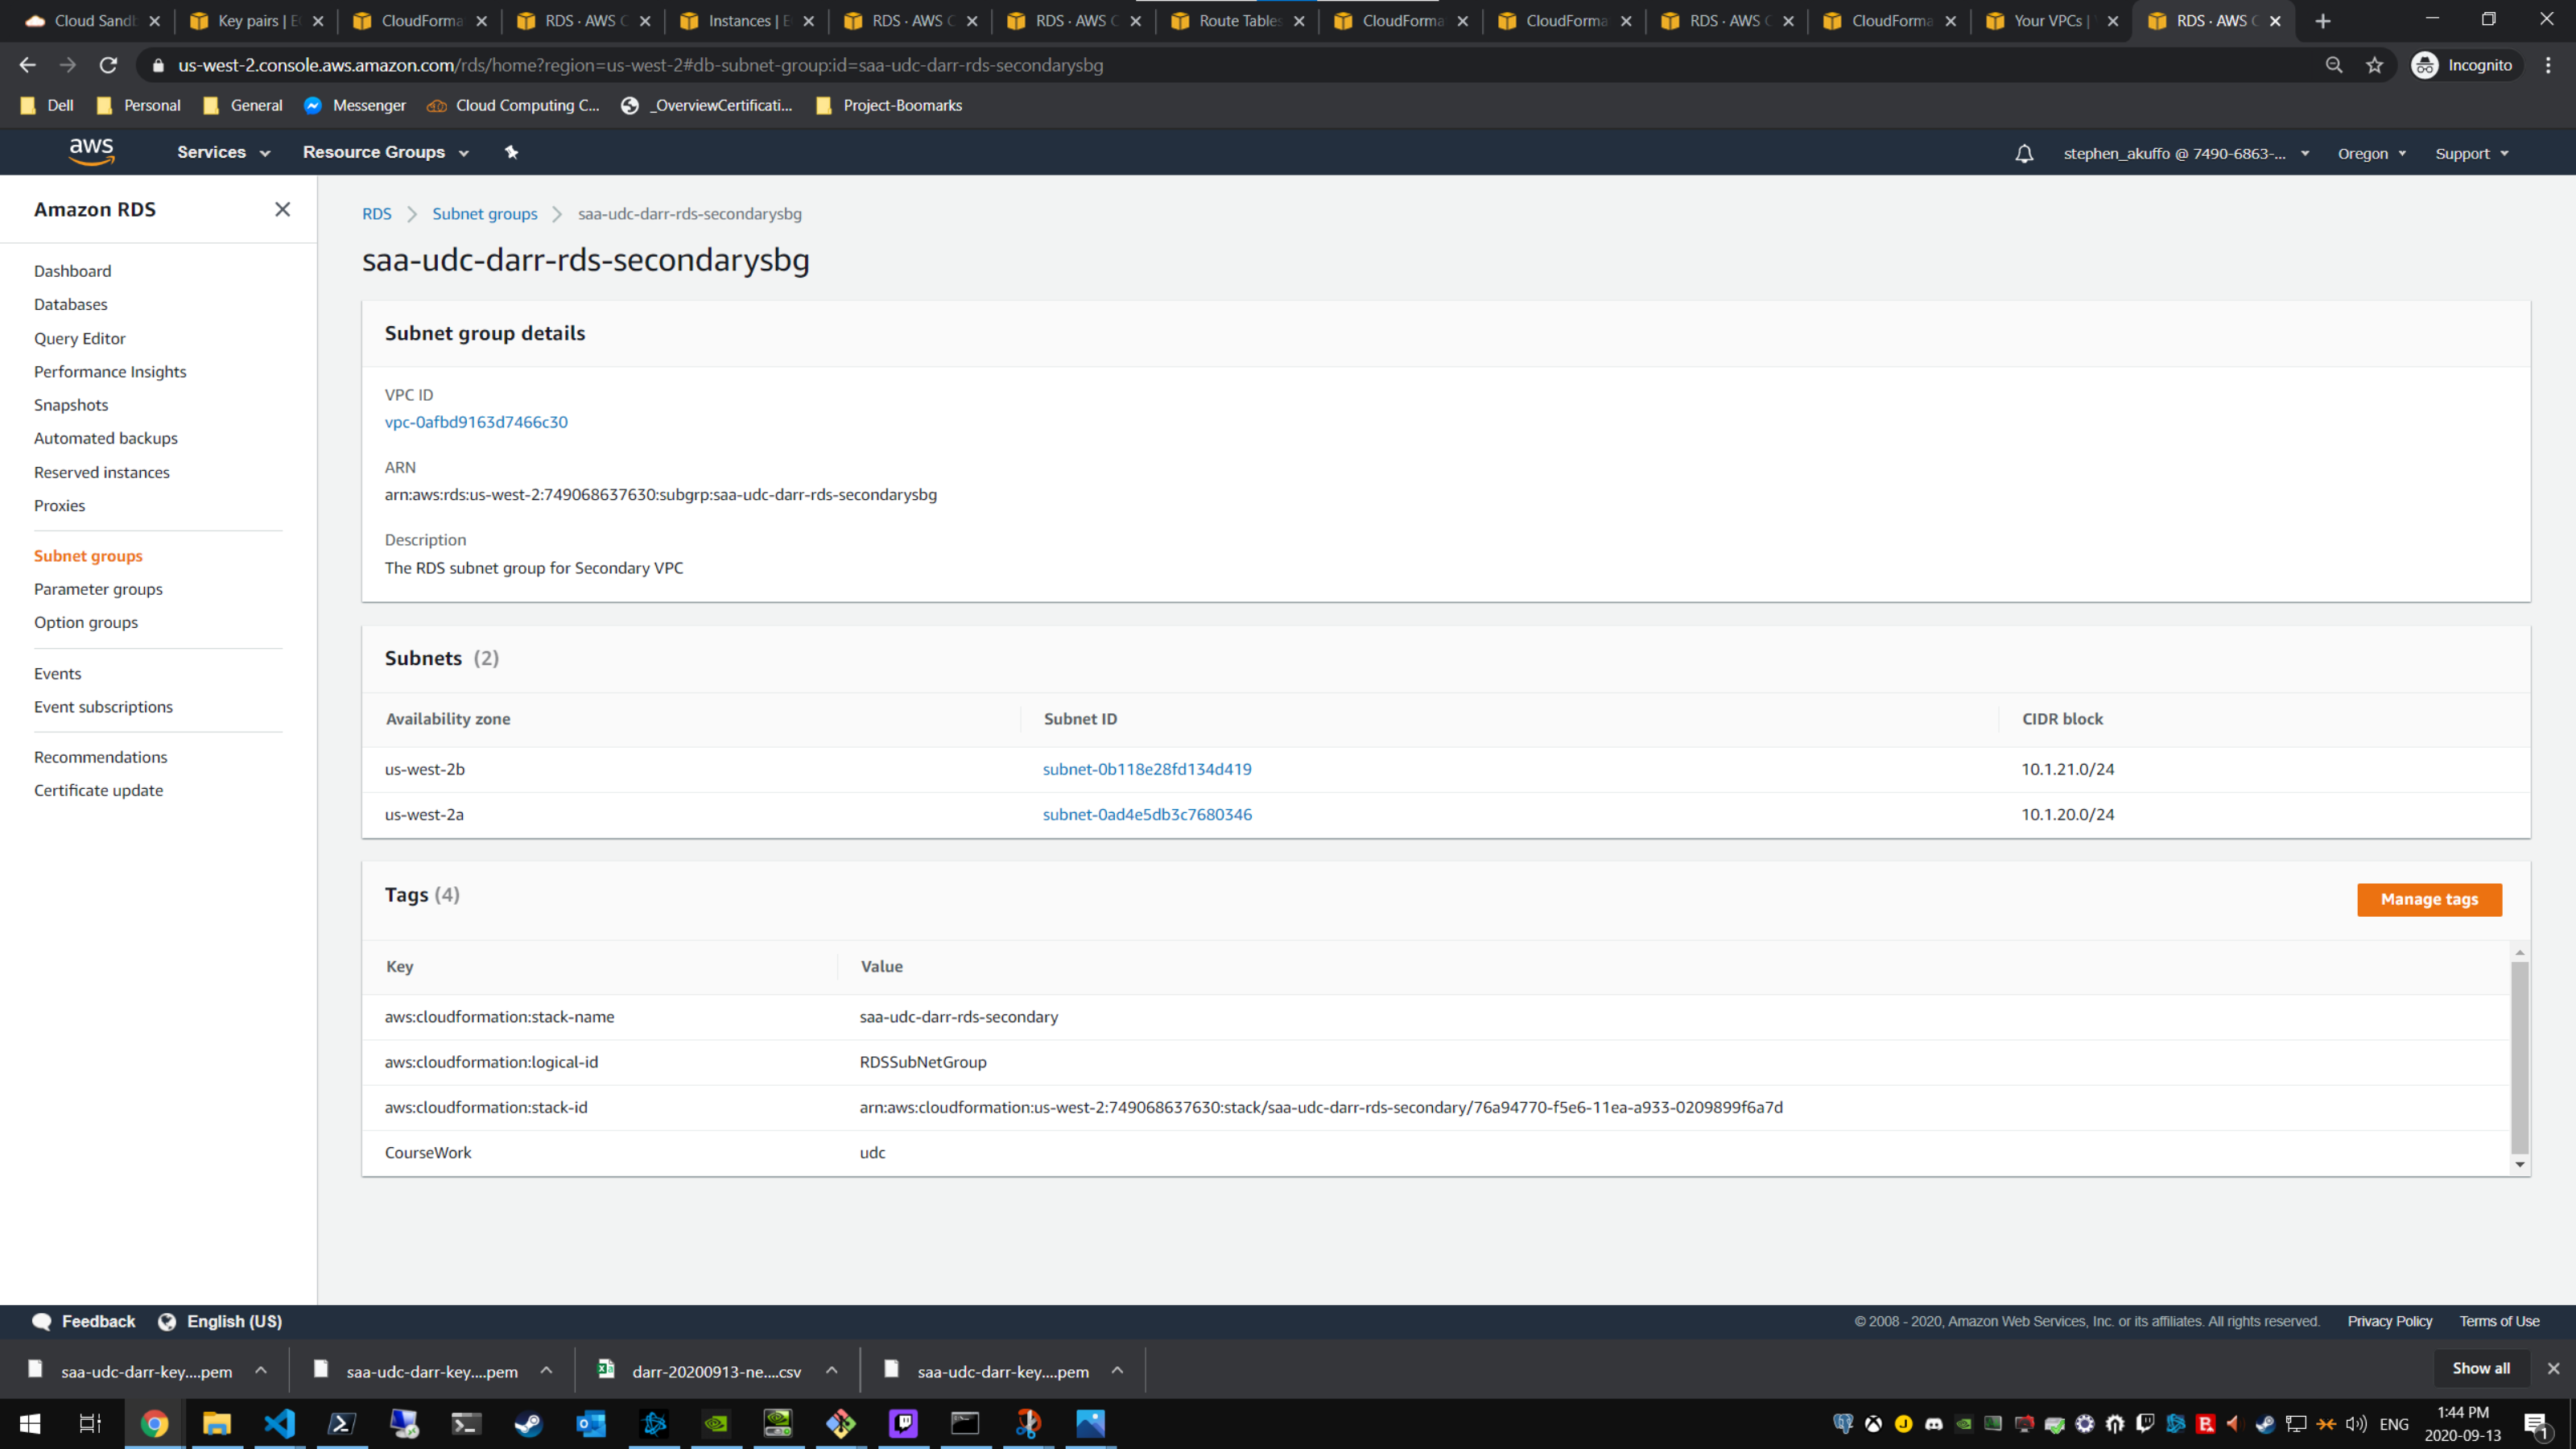 Cloud Sandb
Key pairs | E
CloudForma
RDS · AWS C
Instances | E
RDS · AWS C
RDS · AWS C
Route Tables
CloudForma
CloudForma
RDS · AWS C
CloudForma
Your VPCs |
RDS · AWS C
us-west-2.console.aws.amazon.com/rds/home?region=us-west-2#db-subnet-group:id=saa-udc-darr-rds-secondarysbg
Incognito
Dell
Personal
General
Messenger
Cloud Computing C...
_OverviewCertificati...
Project-Boomarks
aws
Services
Resource Groups
stephen_akuffo @ 7490-6863-...
Oregon
Support
Amazon RDS
Dashboard
Databases
Query Editor
Performance Insights
Snapshots
Automated backups
Reserved instances
Proxies
Subnet groups
Parameter groups
Option groups
Events
Event subscriptions
Recommendations
Certificate update
RDS
Subnet groups
saa-udc-darr-rds-secondarysbg
saa-udc-darr-rds-secondarysbg
Subnet group details
VPC ID
vpc-0afbd9163d7466c30
ARN
arn:aws:rds:us-west-2:749068637630:subgrp:saa-udc-darr-rds-secondarysbg
Description
The RDS subnet group for Secondary VPC
Subnets (2)
Availability zone Subnet ID CIDR block
us-west-2b subnet-0b118e28fd134d419 10.1.21.0/24
us-west-2a subnet-0ad4e5db3c7680346 10.1.20.0/24
Tags (4)
Manage tags
Key Value
aws:cloudformation:stack-name saa-udc-darr-rds-secondary
aws:cloudformation:logical-id RDSSubNetGroup
aws:cloudformation:stack-id arn:aws:cloudformation:us-west-2:749068637630:stack/saa-udc-darr-rds-secondary/76a94770-f5e6-11ea-a933-0209899f6a7d
CourseWork udc
Feedback
English (US)
© 2008 - 2020, Amazon Web Services, Inc. or its affiliates. All rights reserved.
Privacy Policy
Terms of Use
saa-udc-darr-key....pem
saa-udc-darr-key....pem
darr-20200913-ne....csv
saa-udc-darr-key....pem
Show all
ENG
1:44 PM
2020-09-13
1